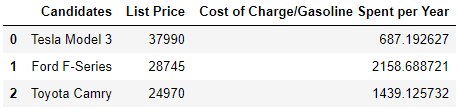 Candidates List Price Cost of Charge/Gasoline Spent per Year
0 Tesla Model 3 37990 687.192627
1 Ford F-Series 28745 2158.688721
2 Toyota Camry 24970 1439.125732